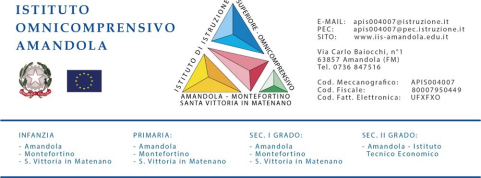 ISTITUTO
OMNICOMPRENSIVO
AMANDOLA
ISTITUTO DI ISTRUZIONE SUPERIORE - OMNICOMPRENSIVO
AMANDOLA - MONTEFORTINO
SANTA VITTORIA IN MATENANO
E-MAIL: apis004007@istruzione.it
PEC: apis004007@pec.istruzione.it
SITO: www.iis-amandola.edu.it
Via Carlo Baiocchi, n°1
63857 Amandola (FM)
Tel. 0736 847516
Cod. Meccanografico: APIS004007
Cod. Fiscale: 80007950449
Cod. Fatt. Elettronica: UFXFXO
INFANZIA
- Amandola
- Montefortino
- S. Vittoria in Matenano
PRIMARIA:
- Amandola
- Montefortino
- S. Vittoria in Matenano
SEC. I GRADO:
- Amandola
- Montefortino
- S. Vittoria in Matenano
SEC. II GRADO:
- Amandola - Istituto
Tecnico Economico